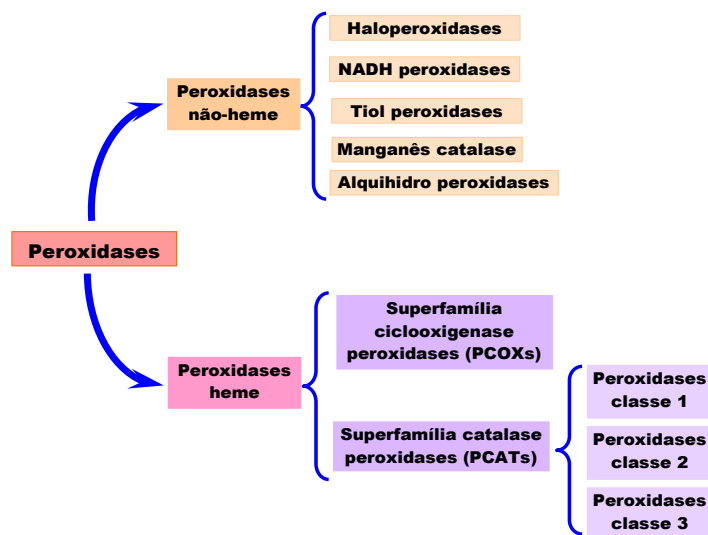 Peroxidases
Peroxidases
não-heme
Haloperoxidases
NADH peroxidases
Tiol peroxidases
Manganês catalase
Alquihidro peroxidases
Peroxidases
heme
Superfamília
ciclooxigenase
peroxidases (PCOXs)
Superfamília catalase
peroxidases (PCATs)
Peroxidases
classe 1
Peroxidases
classe 2
Peroxidases
classe 3